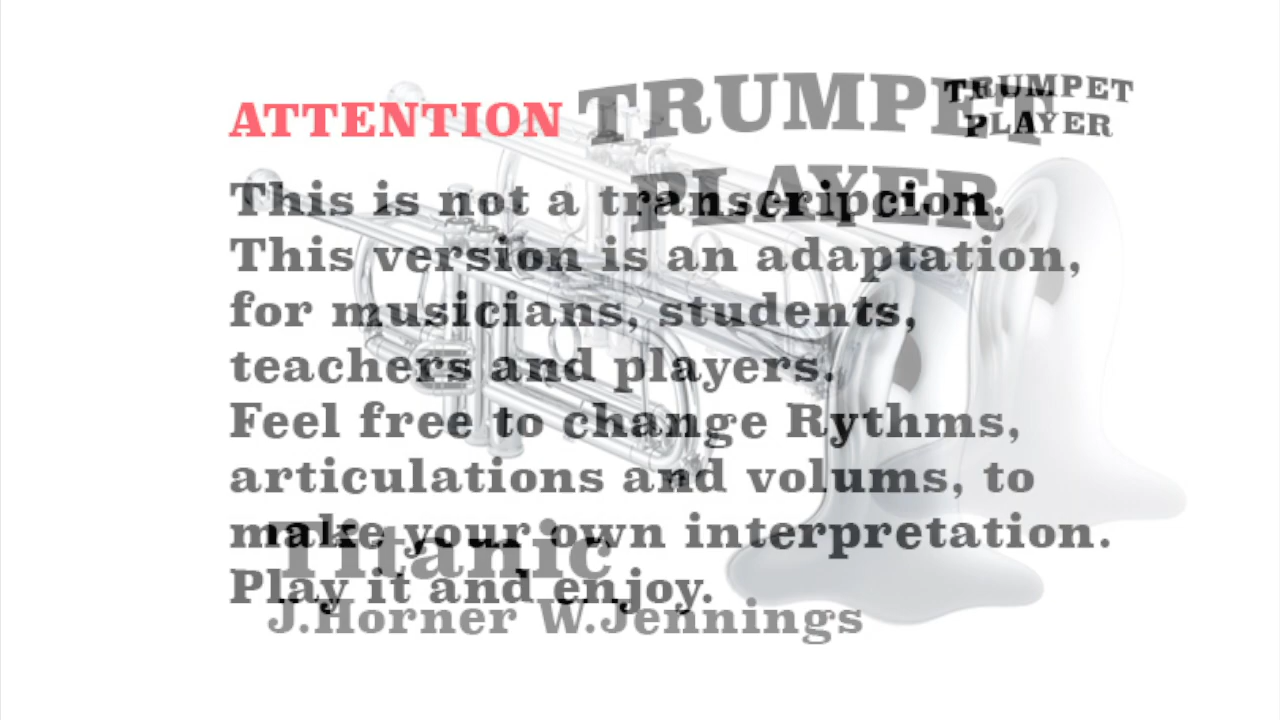 ATTENTION
TRUMPET
PLAYER
TRUMPET
PLAYER
This is not a transcripcion.
This version is an adaptation,
for musicians, students,
teachers and players.
Feel free to change Rythms,
articulations and volums, to
make your own interpretation.
Play it and enjoy.
Titanic
J.Horner W.Jennings